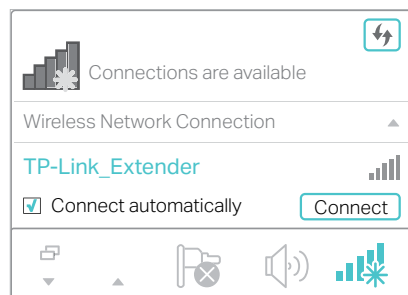 Connections are available
Wireless Network Connection
TP-Link_Extender
Connect automatically
Connect